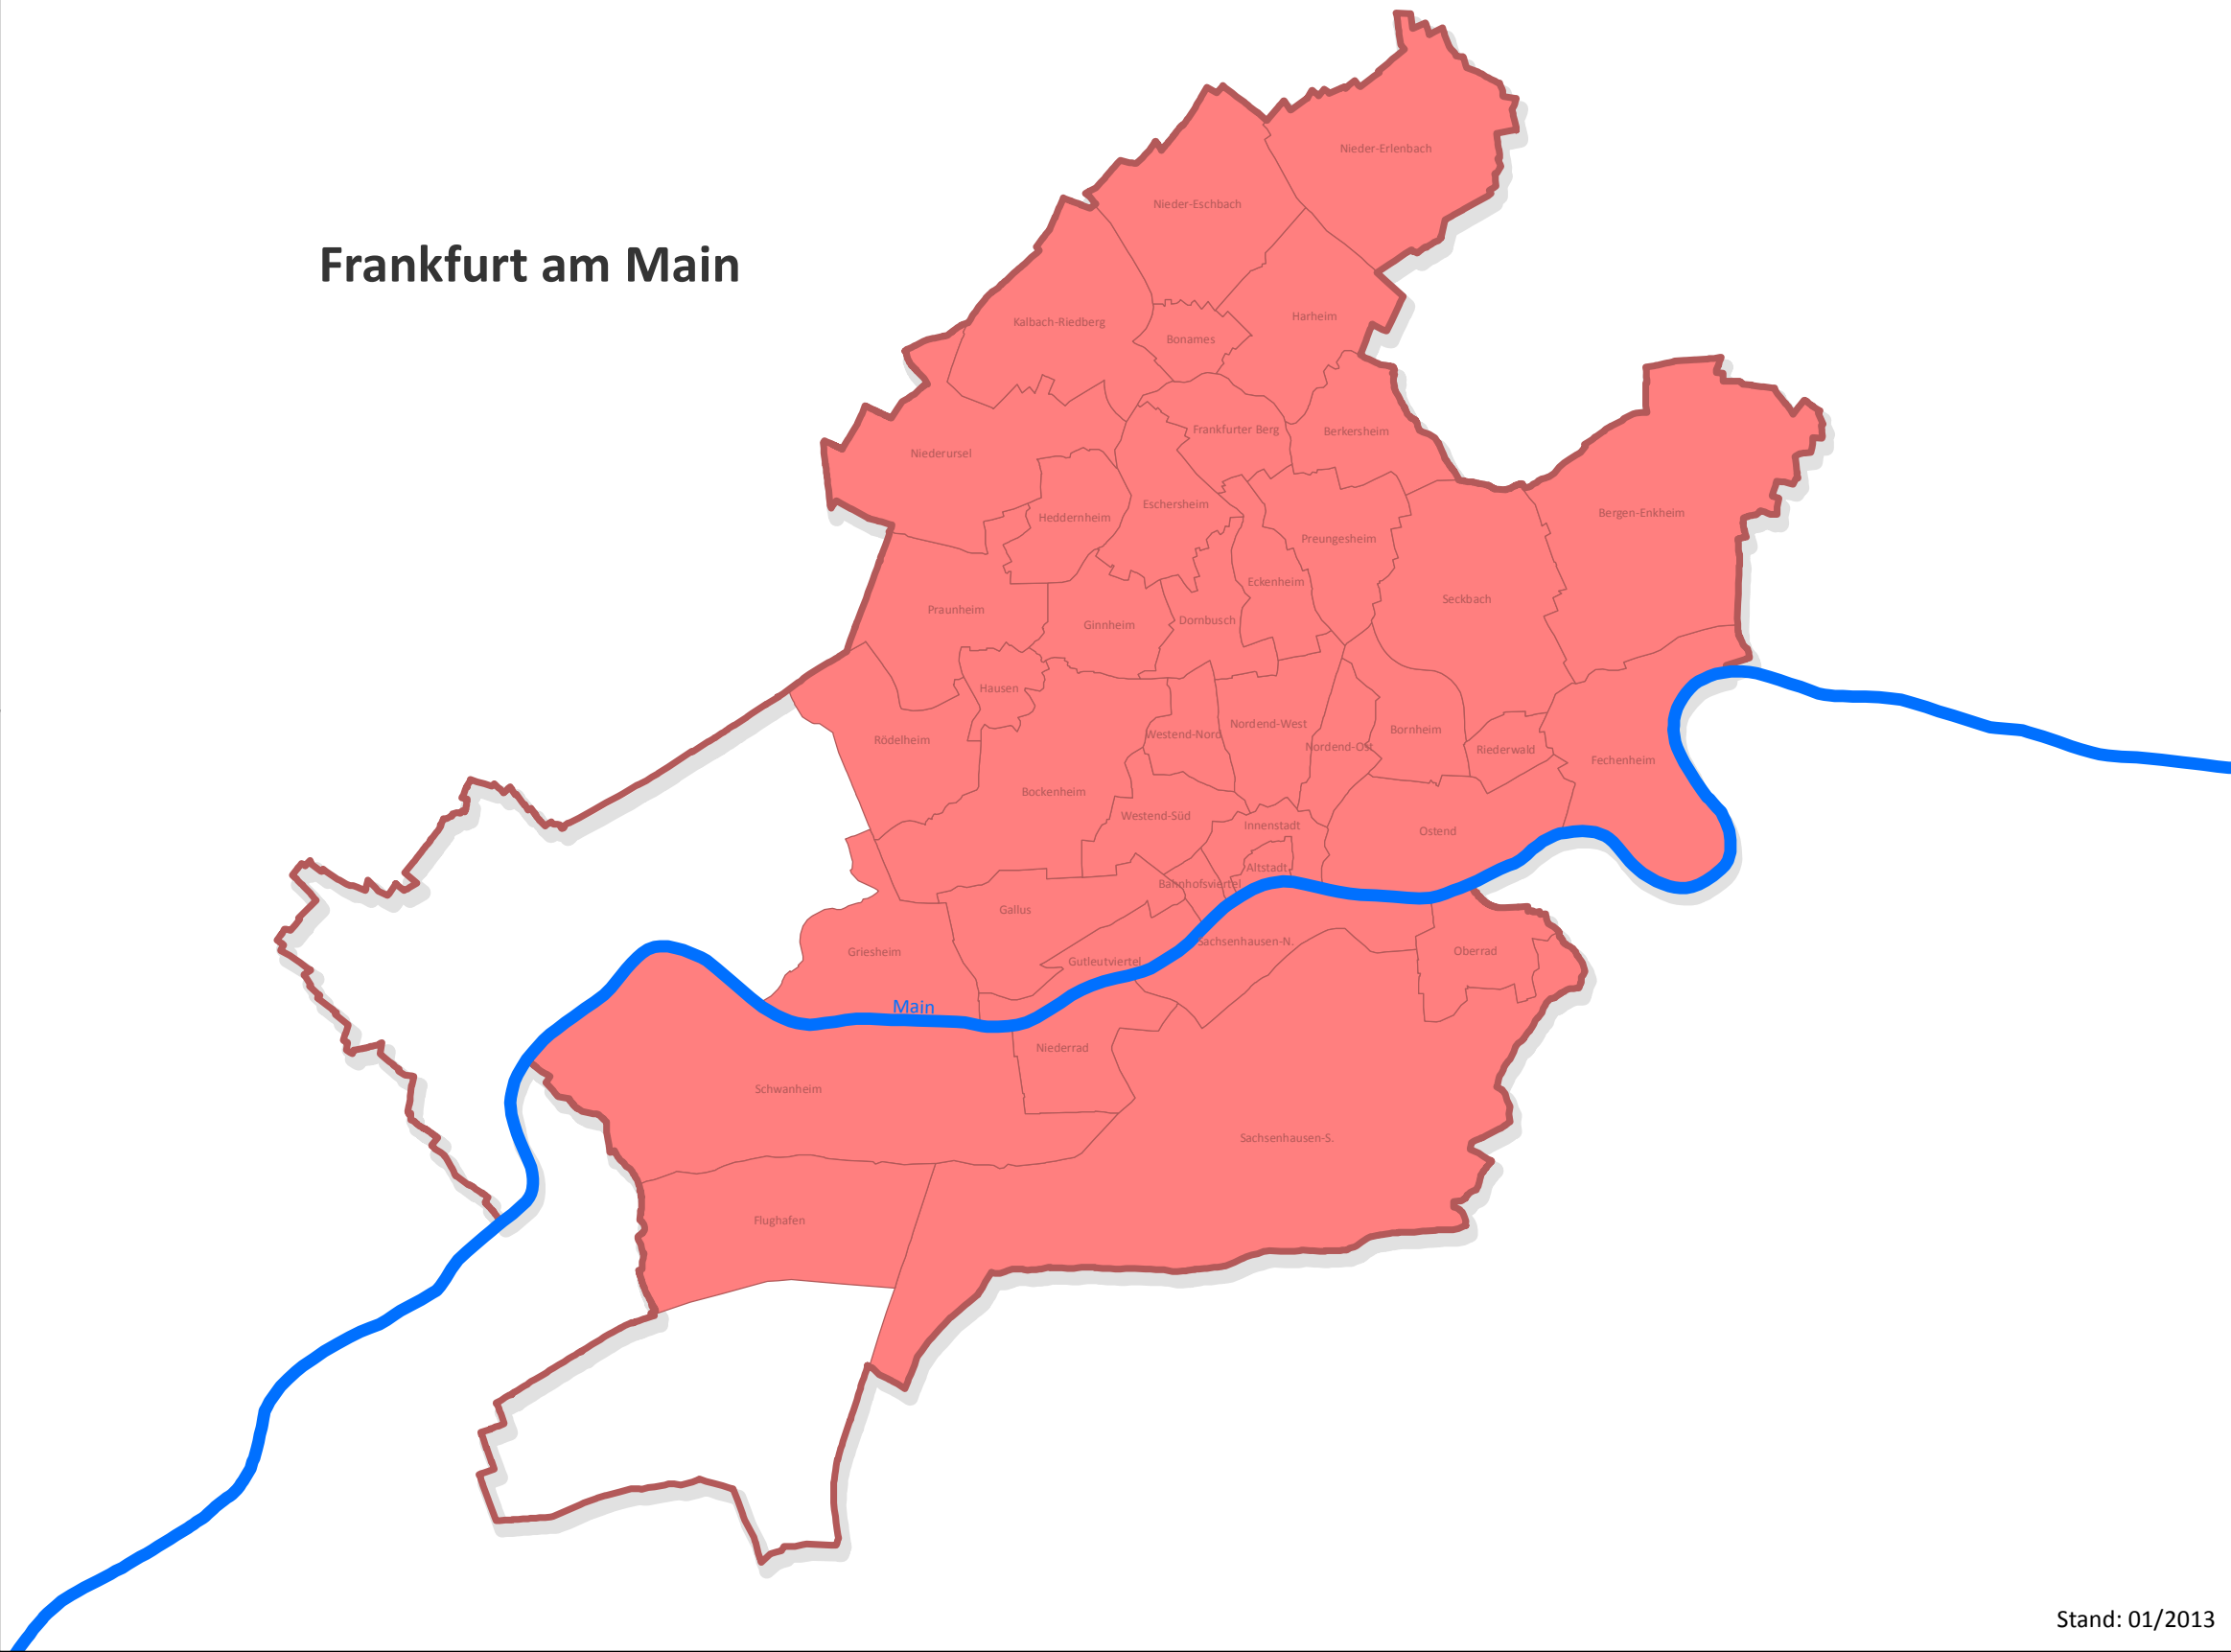 Nieder-Erlenbach
Nieder-Eschbach
Frankfurt am Main
Kalbach-Riedberg
Harheim
Bonames
Frankfurter Berg
Berkersheim
Niederursel
Eschersheim
Bergen-Enkheim
Heddernheim
Preungesheim
Eckenheim
Seckbach
Praunheim
Ginnheim
Dornbusch
Hausen
Nordend-West
Rödelheim
Westend-Nord
Nordend-Ost
Bornheim
Riederwald
Fechenheim
Bockenheim
Westend-Süd
Innenstadt
Ostend
Altstadt
Bahnhofsviertel
Gallus
Griesheim
Sachsenhausen-N.
Oberrad
Gutleutviertel
Main
Niederrad
Schwanheim
Sachsenhausen-S.
Flughafen
Stand: 01/2013